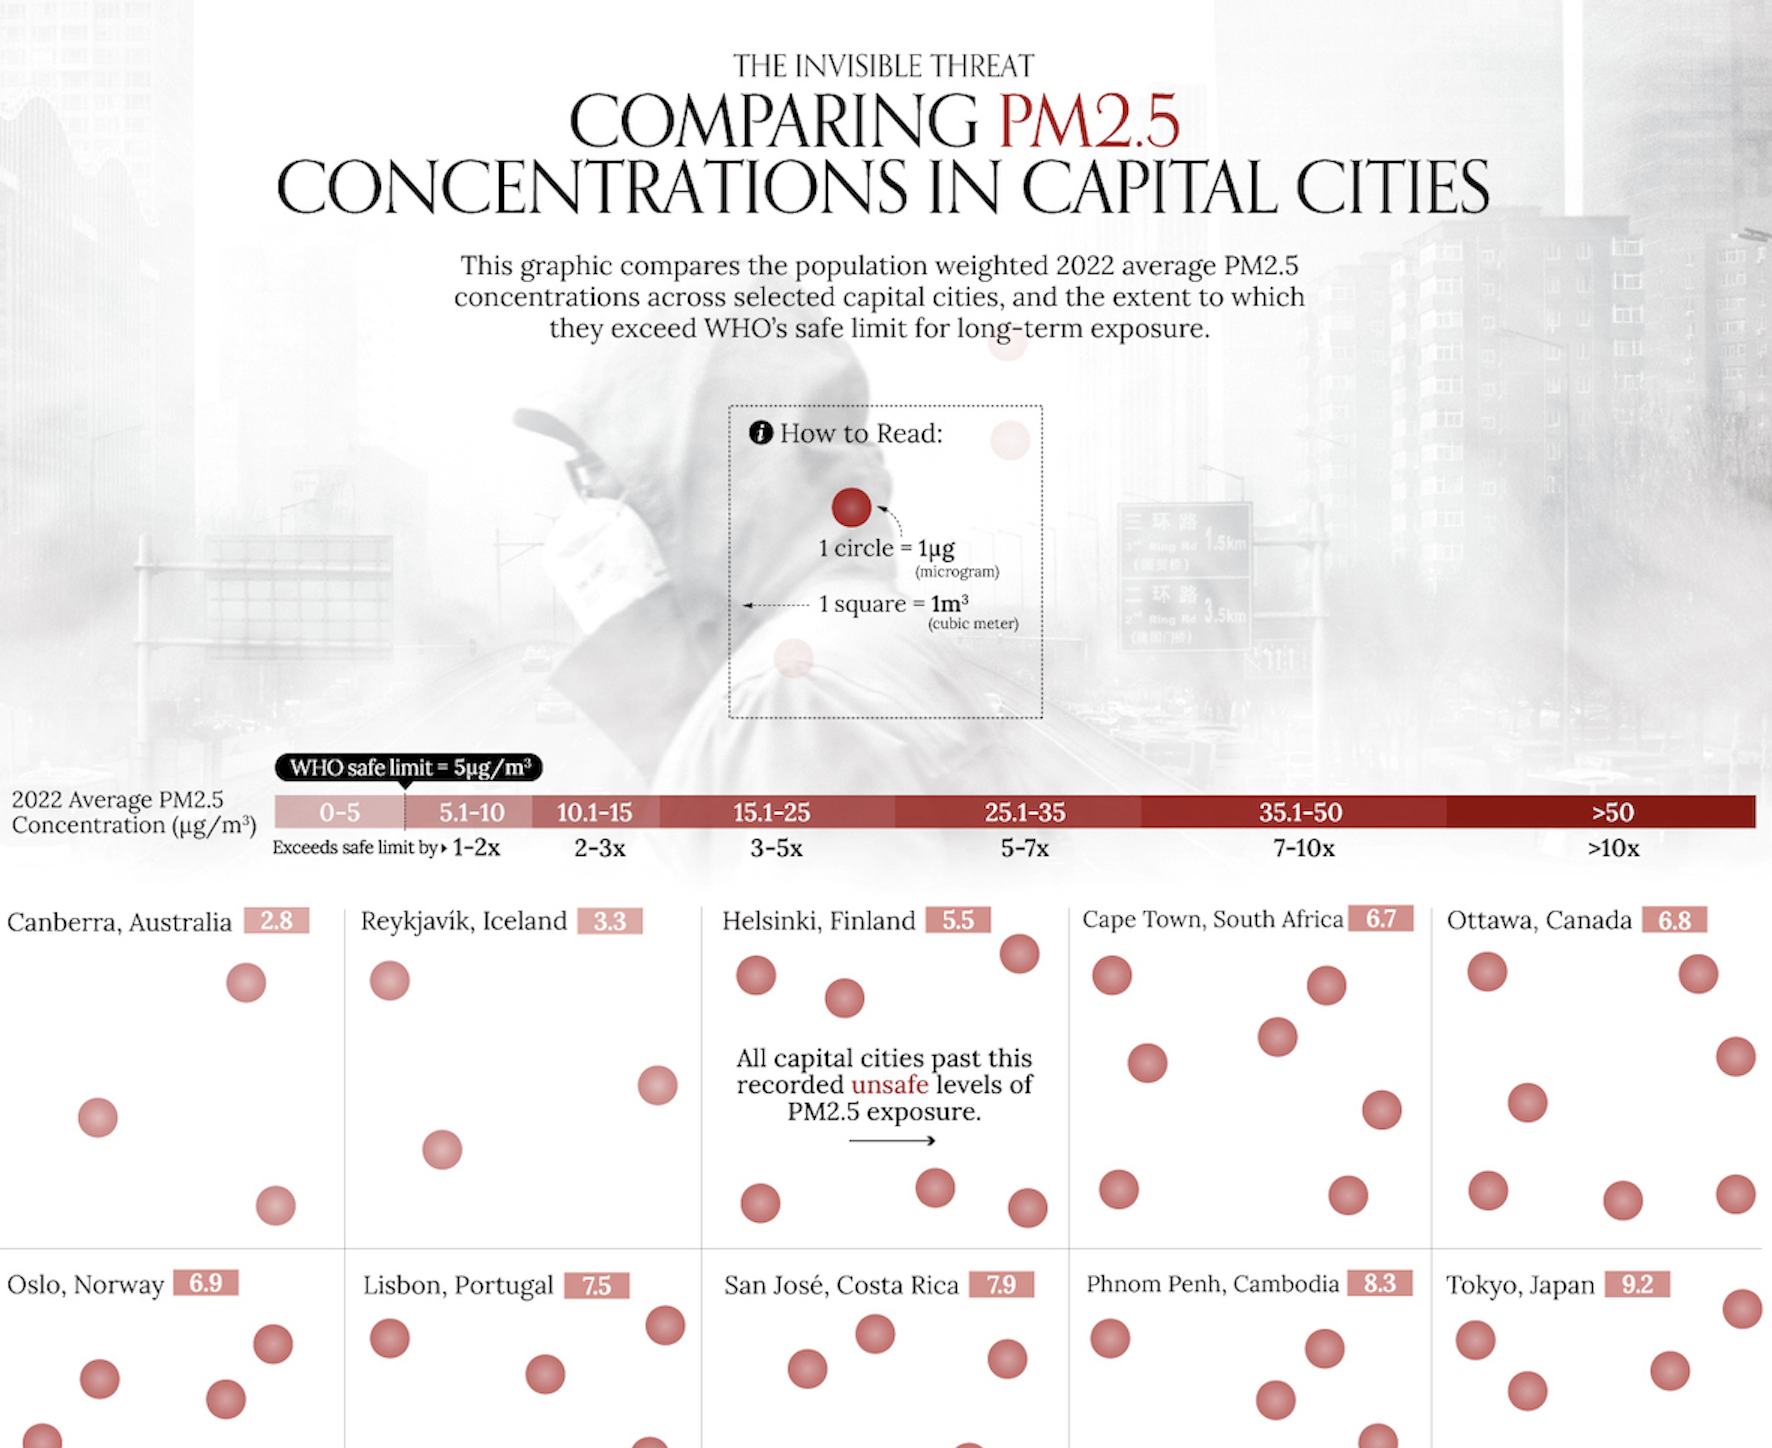 THE INVISIBLE THREAT
COMPARING PM2.5
CONCENTRATIONS IN CAPITAL CITIES
This graphic compares the population weighted 2022 average PM2.5
concentrations across selected capital cities, and the extent to which
they exceed WHO's safe limit for long-term exposure.
i How to Read:
1 circle = 1µg
(microgram)
1 square = 1m³
(cubic meter)
三 环 路
3rd Ring Rd 1.5km
二 环 路
2nd Ring Rd 3.5km
WHO safe limit = 5µg/m³
2022 Average PM2.5
Concentration (µg/m³)
0-5 5.1-10 10.1-15 15.1-25 25.1-35 35.1-50 >50
Exceeds safe limit by 1-2x 2-3x 3-5x 5-7x 7-10x >10x
Canberra, Australia 2.8
Reykjavík, Iceland 3.3
Helsinki, Finland 5.5
Cape Town, South Africa 6.7
Ottawa, Canada 6.8
All capital cities past this
recorded unsafe levels of
PM2.5 exposure.
Oslo, Norway 6.9
Lisbon, Portugal 7.5
San José, Costa Rica 7.9
Phnom Penh, Cambodia 8.3
Tokyo, Japan 9.2